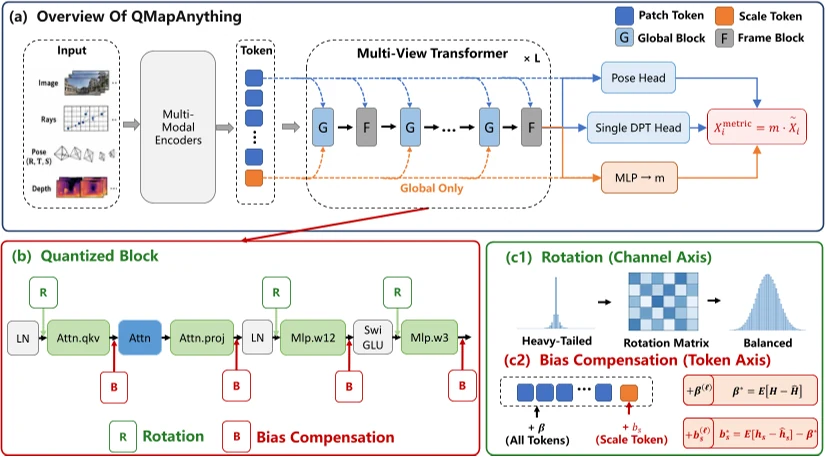 (a) Overview Of QMapAnything
Patch Token
Scale Token
G Global Block
F Frame Block
Input
Image
Rays
Pose
(R, T, S)
Depth
Multi-
Modal
Encoders
Token
Multi-View Transformer
× L
G
F
G
...
G
F
Global Only
Pose Head
Single DPT Head
MLP → m
X_i^metric = m · X̃_i
(b) Quantized Block
R
R
R
LN
Attn.qkv
Attn
Attn.proj
LN
Mlp.w12
Swi
GLU
Mlp.w3
B
B
B
B
R Rotation
B Bias Compensation
(c1) Rotation (Channel Axis)
Heavy-Tailed
Rotation Matrix
Balanced
(c2) Bias Compensation (Token Axis)
...
+ β
(All Tokens)
+ b_s
(Scale Token)
+β^(ℓ) β* = E[H − Ĥ]
+b_s^(ℓ) b_s* = E[h_s − ĥ_s] − β*